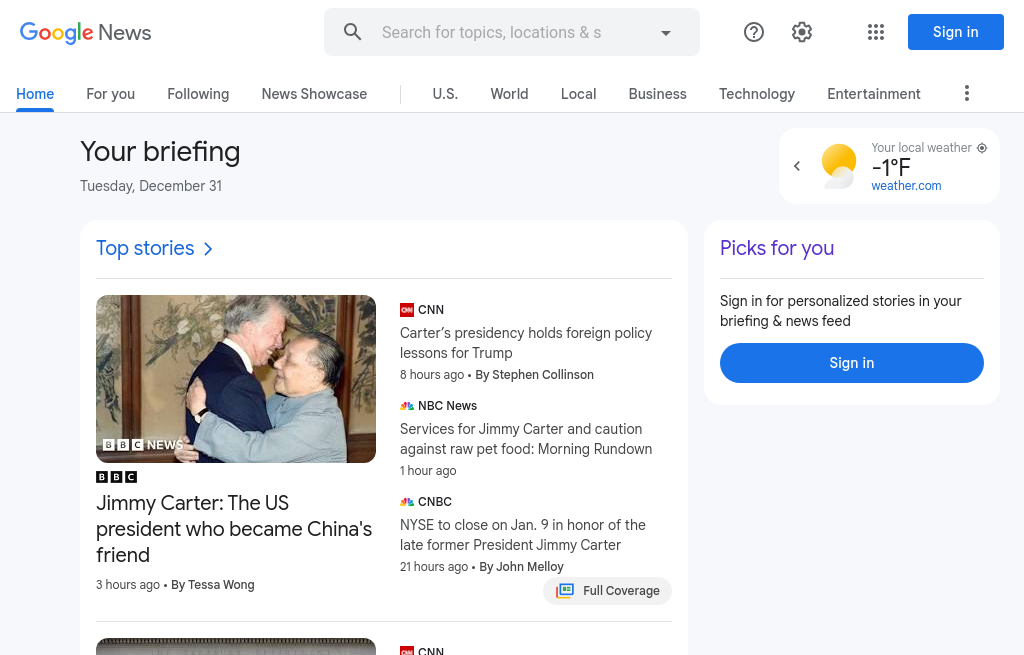 Google News
Search for topics, locations & s
Sign in
Home
For you
Following
News Showcase
U.S.
World
Local
Business
Technology
Entertainment
Your briefing
Tuesday, December 31
Your local weather
-1°F
weather.com
Top stories
BBC NEWS
BBC
Jimmy Carter: The US
president who became China's
friend
3 hours ago • By Tessa Wong
CNN CNN
Carter’s presidency holds foreign policy
lessons for Trump
8 hours ago • By Stephen Collinson
NBC News
Services for Jimmy Carter and caution
against raw pet food: Morning Rundown
1 hour ago
CNBC
NYSE to close on Jan. 9 in honor of the
late former President Jimmy Carter
21 hours ago • By John Melloy
Full Coverage
CNN CNN
Picks for you
Sign in for personalized stories in your
briefing & news feed
Sign in